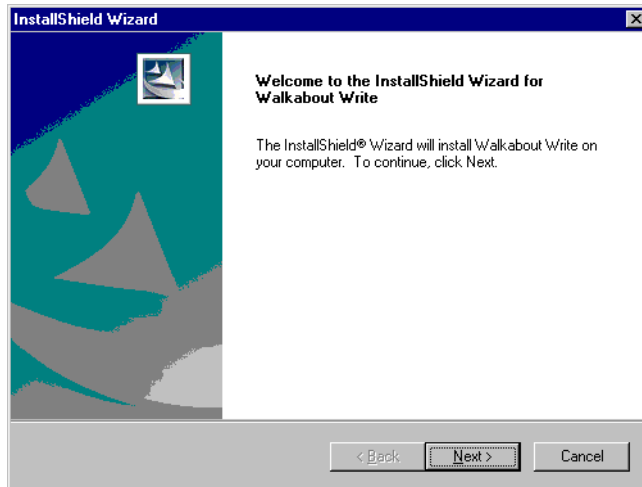 InstallShield Wizard
Welcome to the InstallShield Wizard for
Walkabout Write
The InstallShield® Wizard will install Walkabout Write on
your computer. To continue, click Next.
< Back
Next >
Cancel